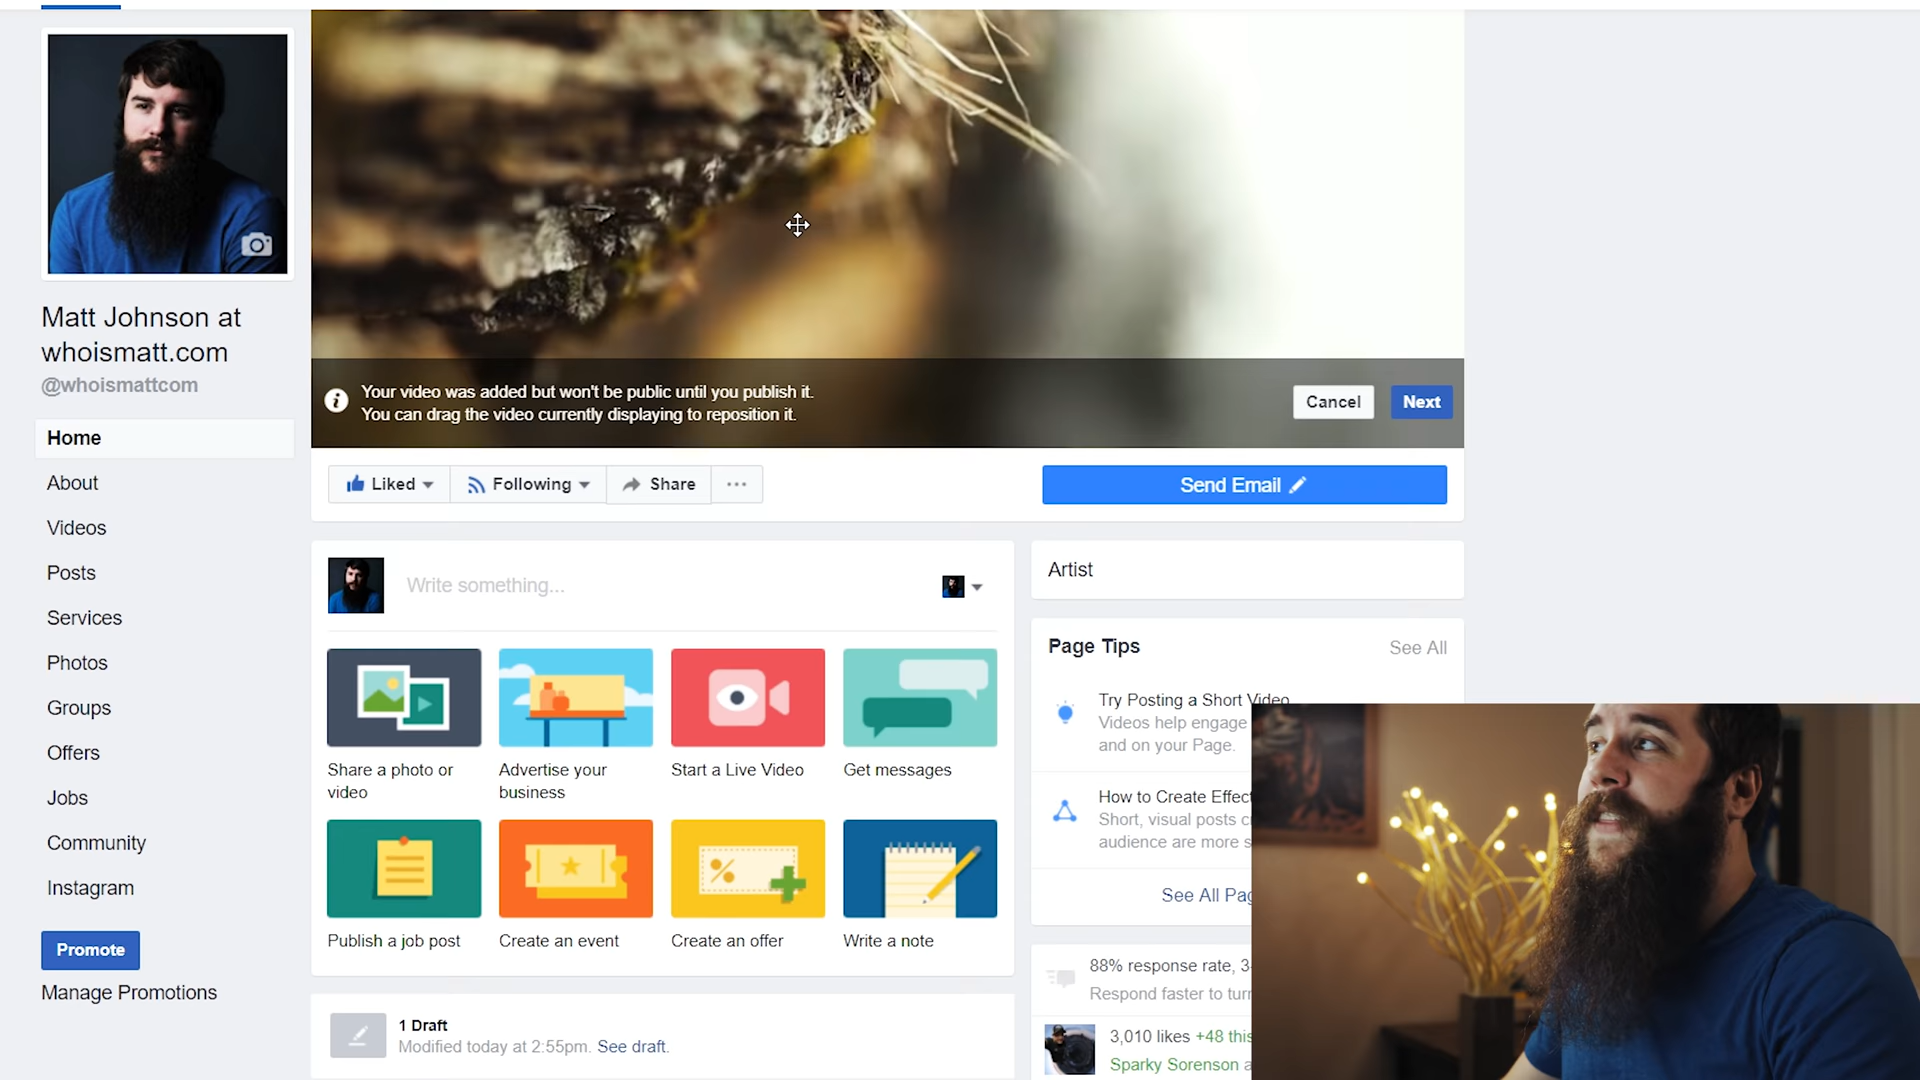 Matt Johnson at
whoismatt.com
@whoismattcom
Home
About
Videos
Posts
Services
Photos
Groups
Offers
Jobs
Community
Instagram
Promote
Manage Promotions
Your video was added but won't be public until you publish it.
You can drag the video currently displaying to reposition it.
Cancel
Next
Liked
Following
Share
Send Email
Write something...
Share a photo or
video
Advertise your
business
Start a Live Video
Get messages
Publish a job post
Create an event
Create an offer
Write a note
1 Draft
Modified today at 2:55pm. See draft.
Artist
Page Tips
See All
Try Posting a Short Video
Videos help engage
and on your Page.
How to Create
Short, visual posts
audience are more
See All
88% response rate,
Respond faster to
3,010 likes +48
Sparky Sorenson